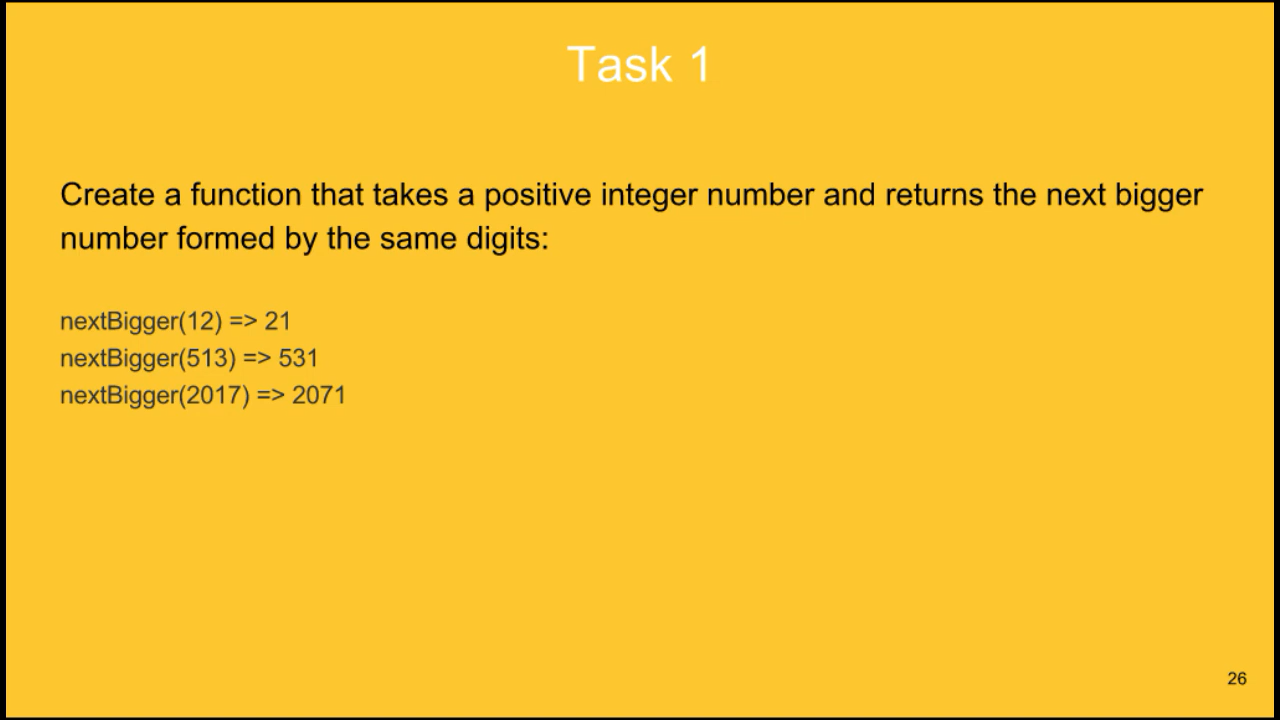 Task 1
Create a function that takes a positive integer number and returns the next bigger
number formed by the same digits:
nextBigger(12) => 21
nextBigger(513) => 531
nextBigger(2017) => 2071
26